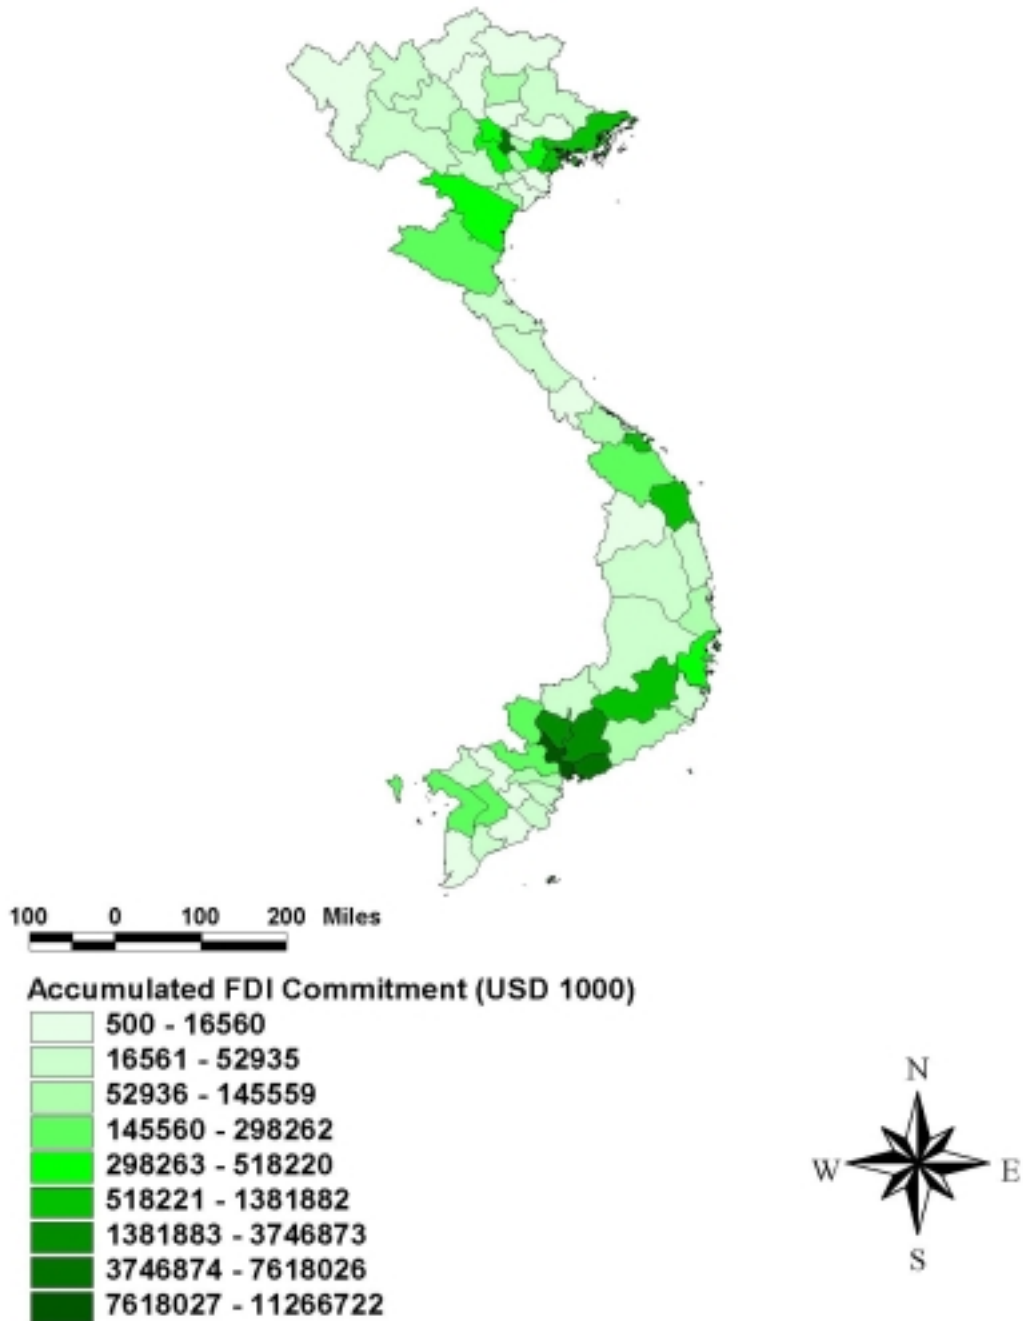 100 0 100 200 Miles
Accumulated FDI Commitment (USD 1000)
500 - 16560
16561 - 52935
52936 - 145559
145560 - 298262
298263 - 518220
518221 - 1381882
1381883 - 3746873
3746874 - 7618026
7618027 - 11266722
N
W E
S